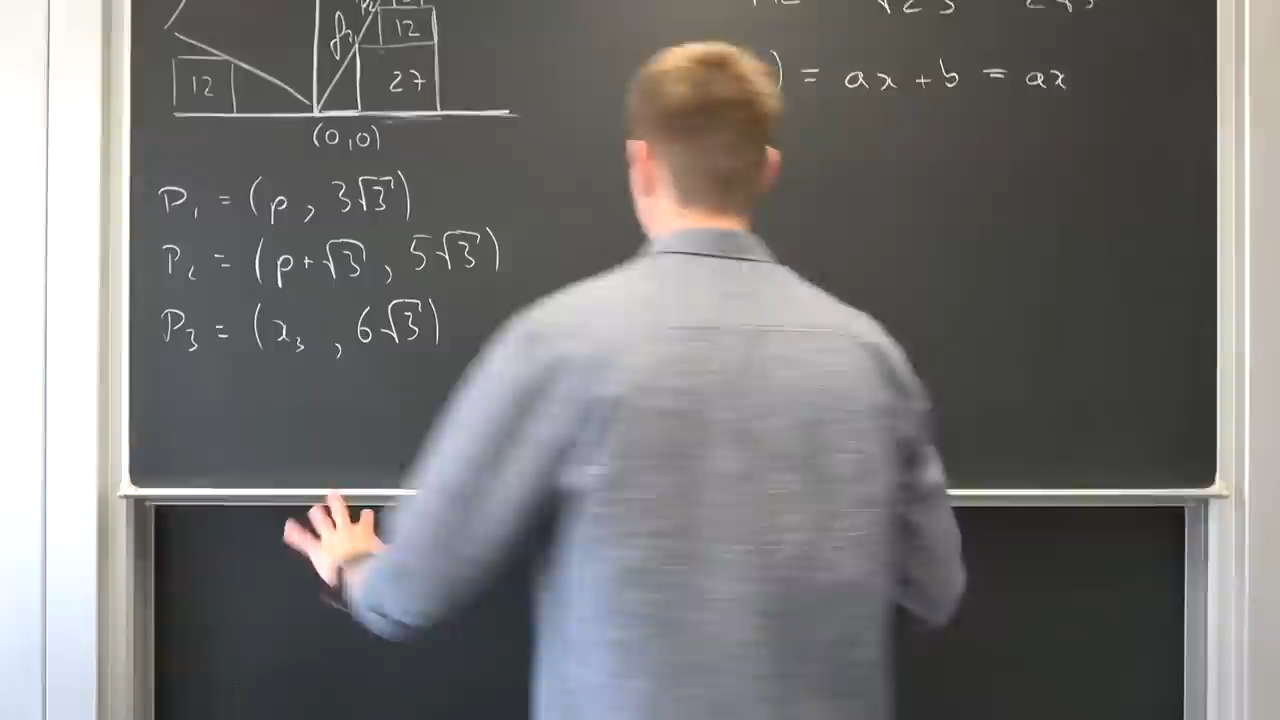 12
12
27
(0,0)
P₁ = (p, 3√3)
P₂ = (p+√3, 5√3)
P₃ = (x₃, 6√3)
) = ax + b = ax